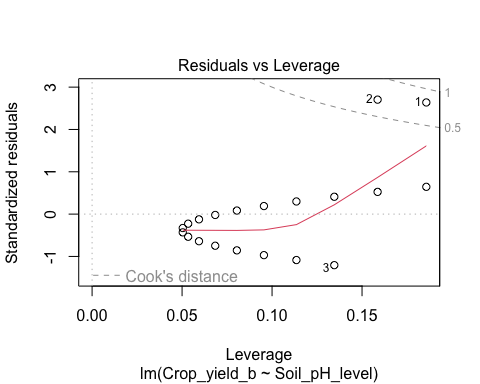 Residuals vs Leverage
Standardized residuals
3
2
1
0
-1
2
1
3
1
0.5
Cook's distance
0.00 0.05 0.10 0.15
Leverage
lm(Crop_yield_b ~ Soil_pH_level)